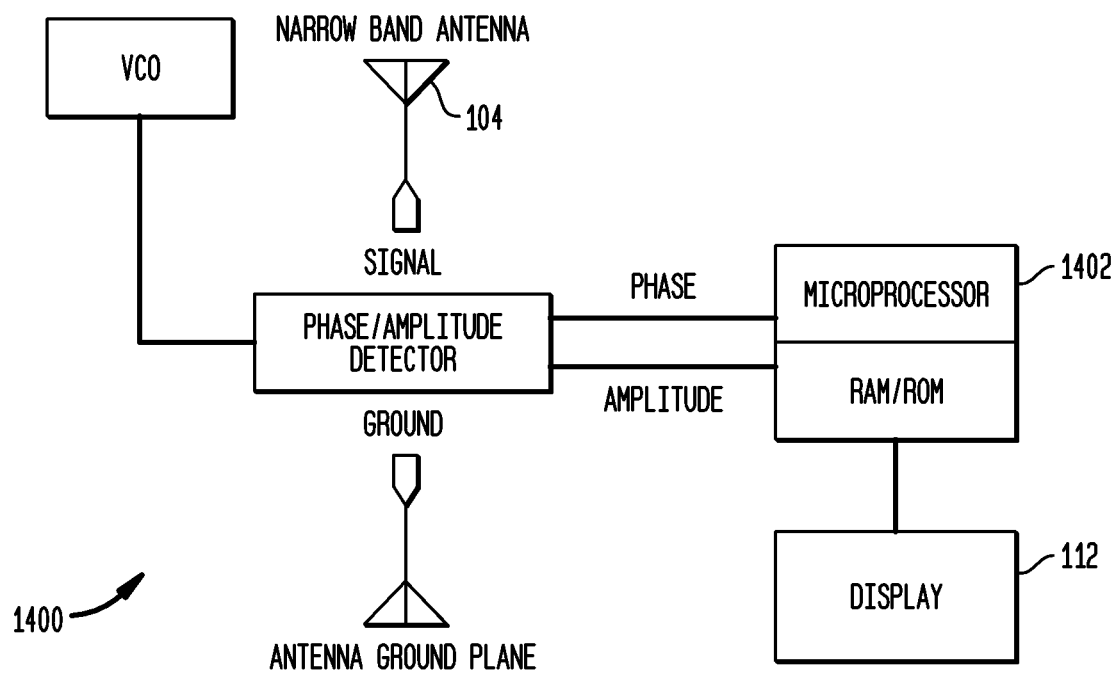 NARROW BAND ANTENNA
VCO
104
SIGNAL
PHASE/AMPLITUDE
DETECTOR
PHASE
AMPLITUDE
MICROPROCESSOR
1402
RAM/ROM
GROUND
DISPLAY
112
1400
ANTENNA GROUND PLANE